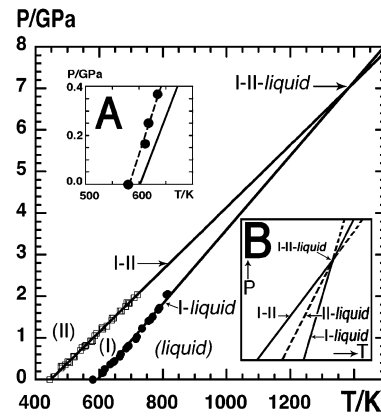 P/GPa
8
7
6
5
4
3
2
1
0
400
600
800
1000
1200
T/K
I-II-liquid
I-II
I-liquid
(II)
(I)
(liquid)
P/GPa
A
0.4
0.2
0.0
500
600
T/K
B
I-II-liquid
P
I-II
II-liquid
I-liquid
T